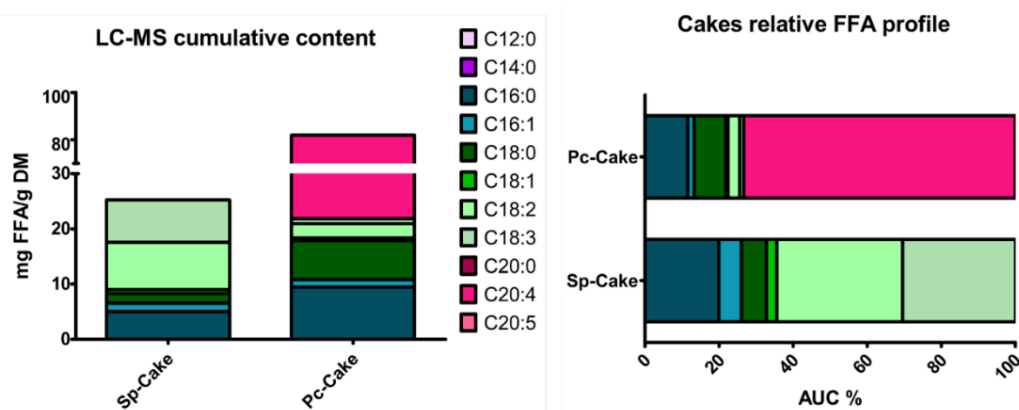 LC-MS cumulative content
mg FFA/g DM
100
80
30
20
10
0
Sp-Cake
Pc-Cake
C12:0
C14:0
C16:0
C16:1
C18:0
C18:1
C18:2
C18:3
C20:0
C20:4
C20:5
Cakes relative FFA profile
Pc-Cake
Sp-Cake
0
20
40
60
80
100
AUC %